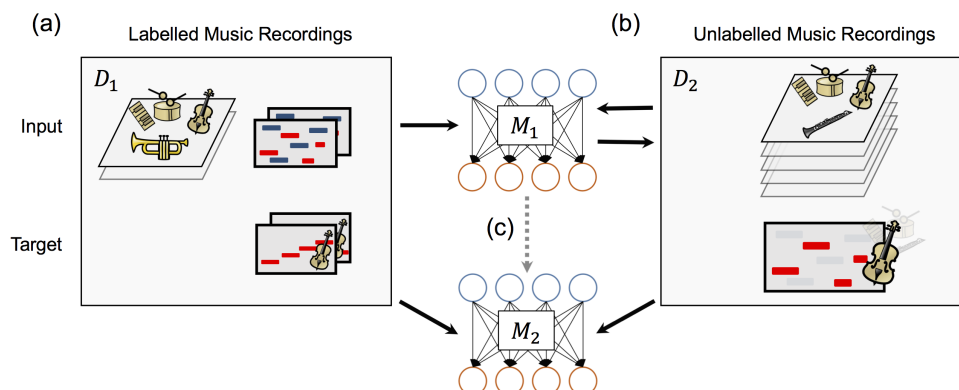 (a)
Labelled Music Recordings
(b)
Unlabelled Music Recordings
D₁
D₂
Input
M₁
Target
(c)
M₂